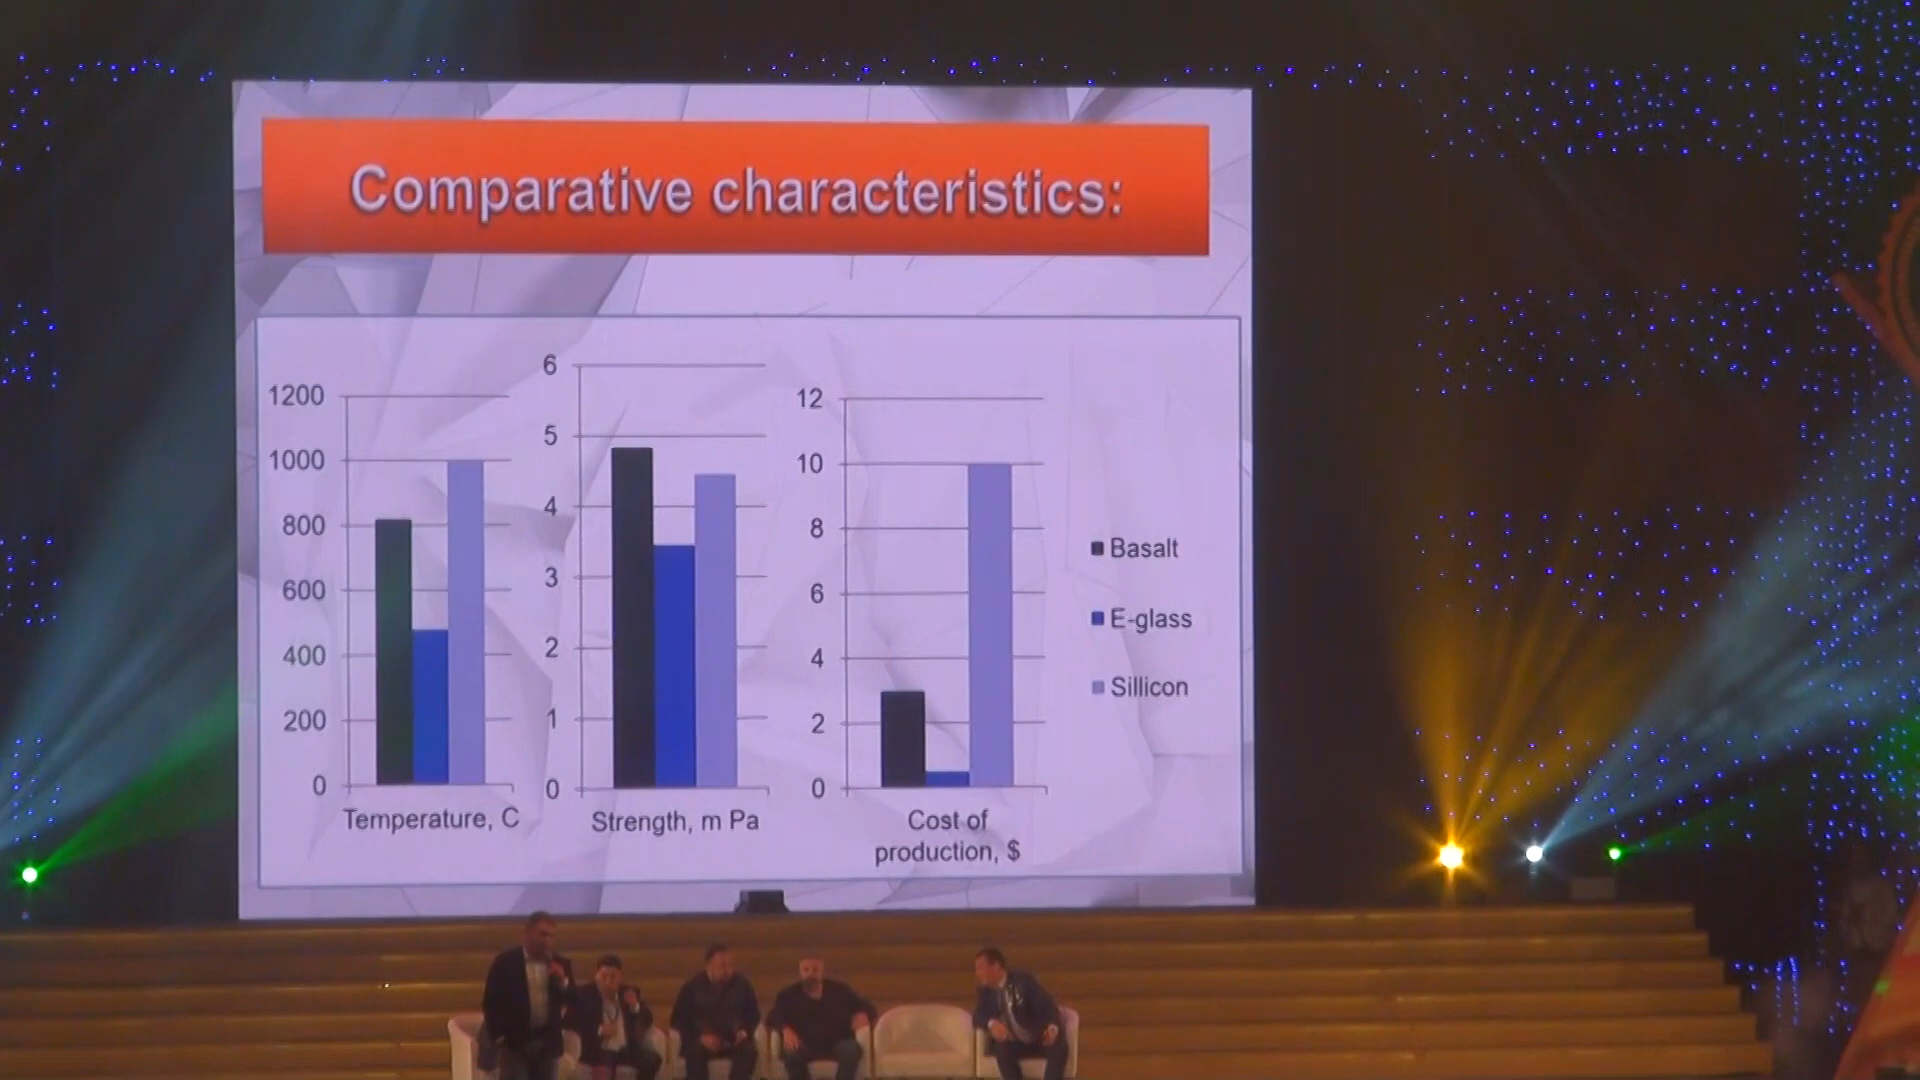 Comparative characteristics:
1200
1000
800
600
400
200
0
Temperature, C
6
5
4
3
2
1
0
Strength, m Pa
12
10
8
6
4
2
0
Cost of
production, $
Basalt
E-glass
Sillicon